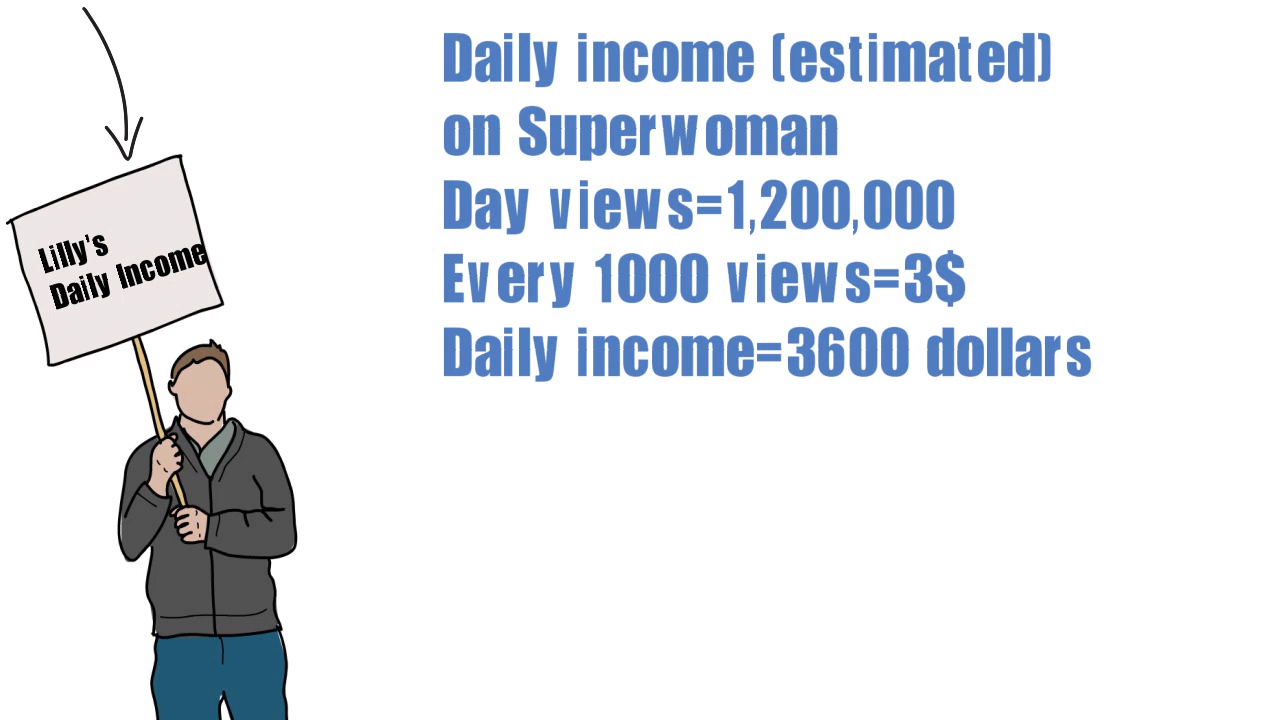 Daily income (estimated)
on Superwoman
Day views=1,200,000
Every 1000 views=3$
Daily income=3600 dollars
Lilly's
Daily Income